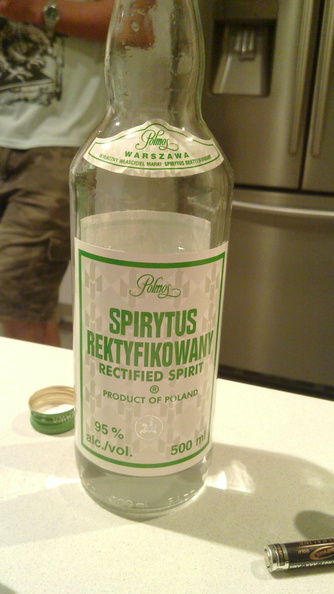 Polmos
WARSZAWA
Polmos
SPIRYTUS
REKTYFIKOWANY
RECTIFIED SPIRIT
®
PRODUCT OF POLAND
95 %
alc./vol.
500 ml